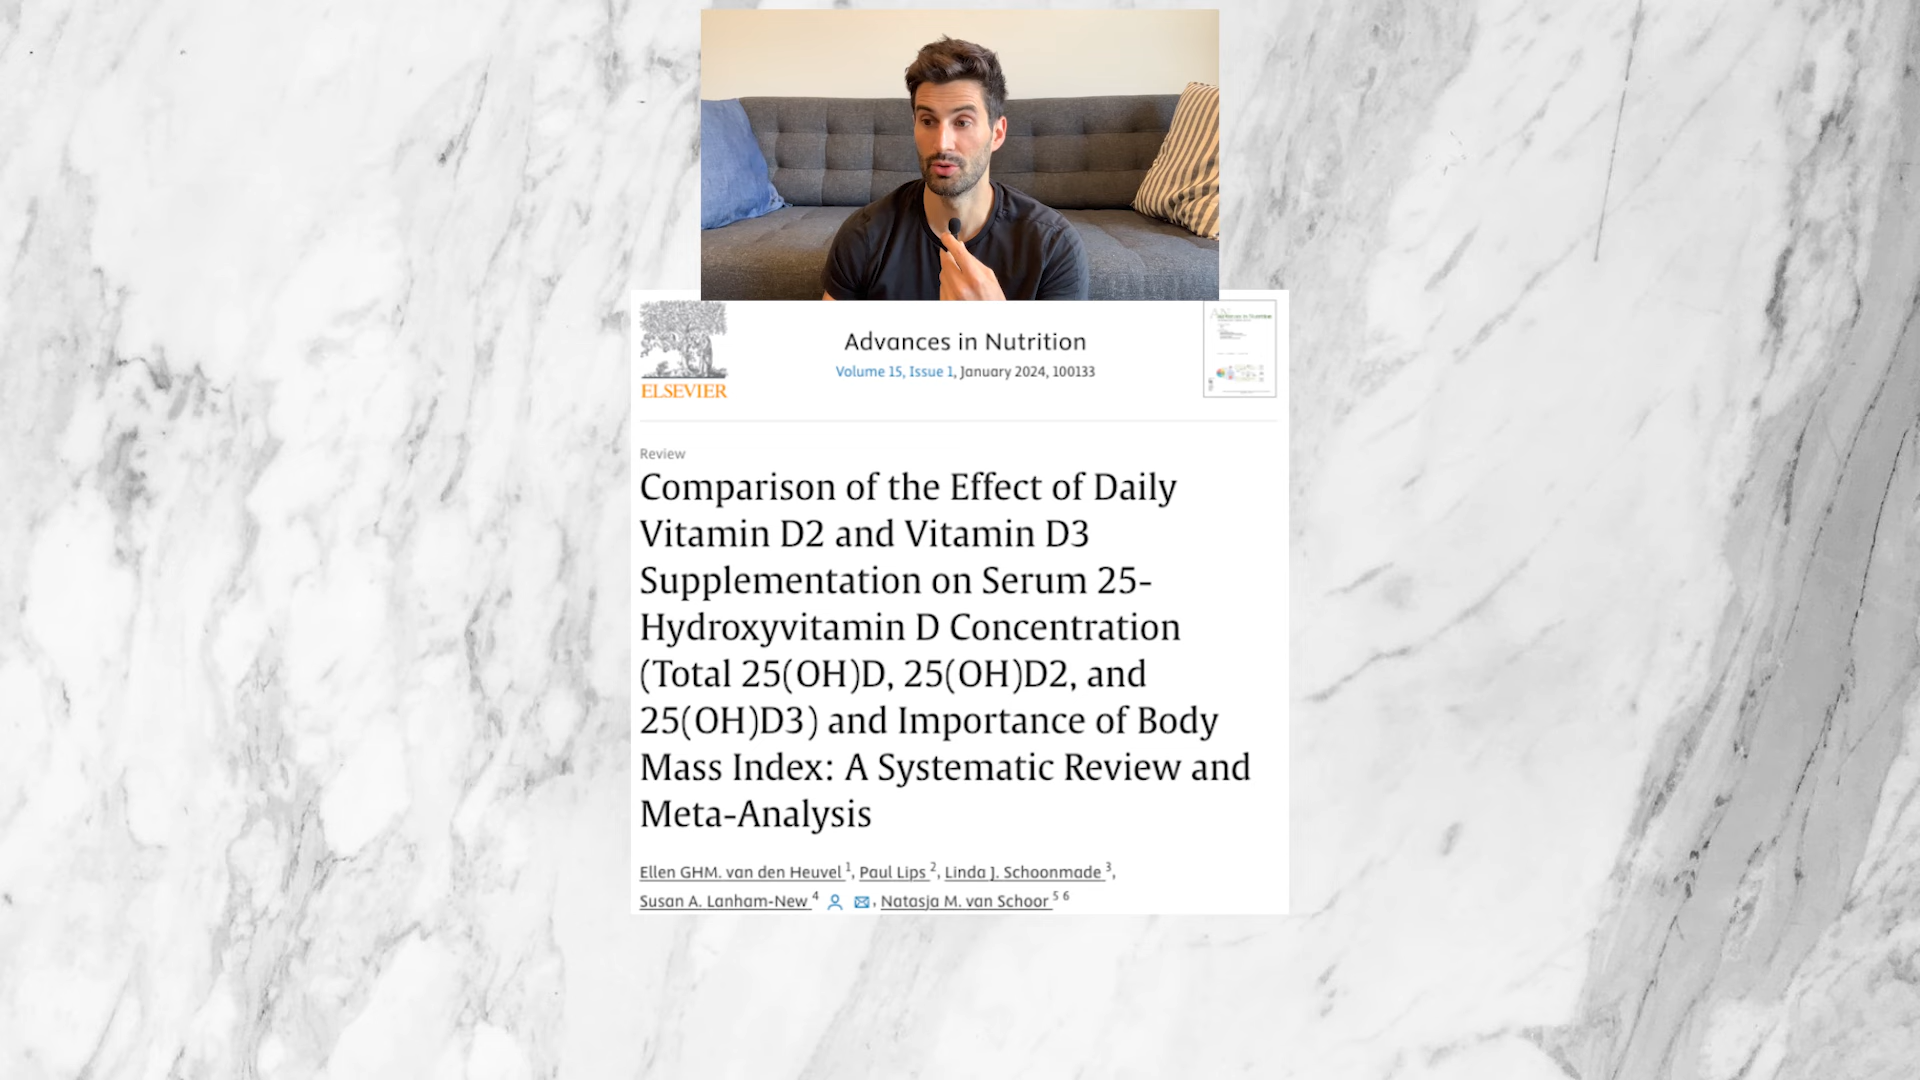 ELSEVIER
Advances in Nutrition
Volume 15, Issue 1, January 2024, 100133
Review
Comparison of the Effect of Daily
Vitamin D2 and Vitamin D3
Supplementation on Serum 25-
Hydroxyvitamin D Concentration
(Total 25(OH)D, 25(OH)D2, and
25(OH)D3) and Importance of Body
Mass Index: A Systematic Review and
Meta-Analysis
Ellen GHM. van den Heuvel 1, Paul Lips 2, Linda J. Schoonmade 3,
Susan A. Lanham-New 4, Natasja M. van Schoor 5 6